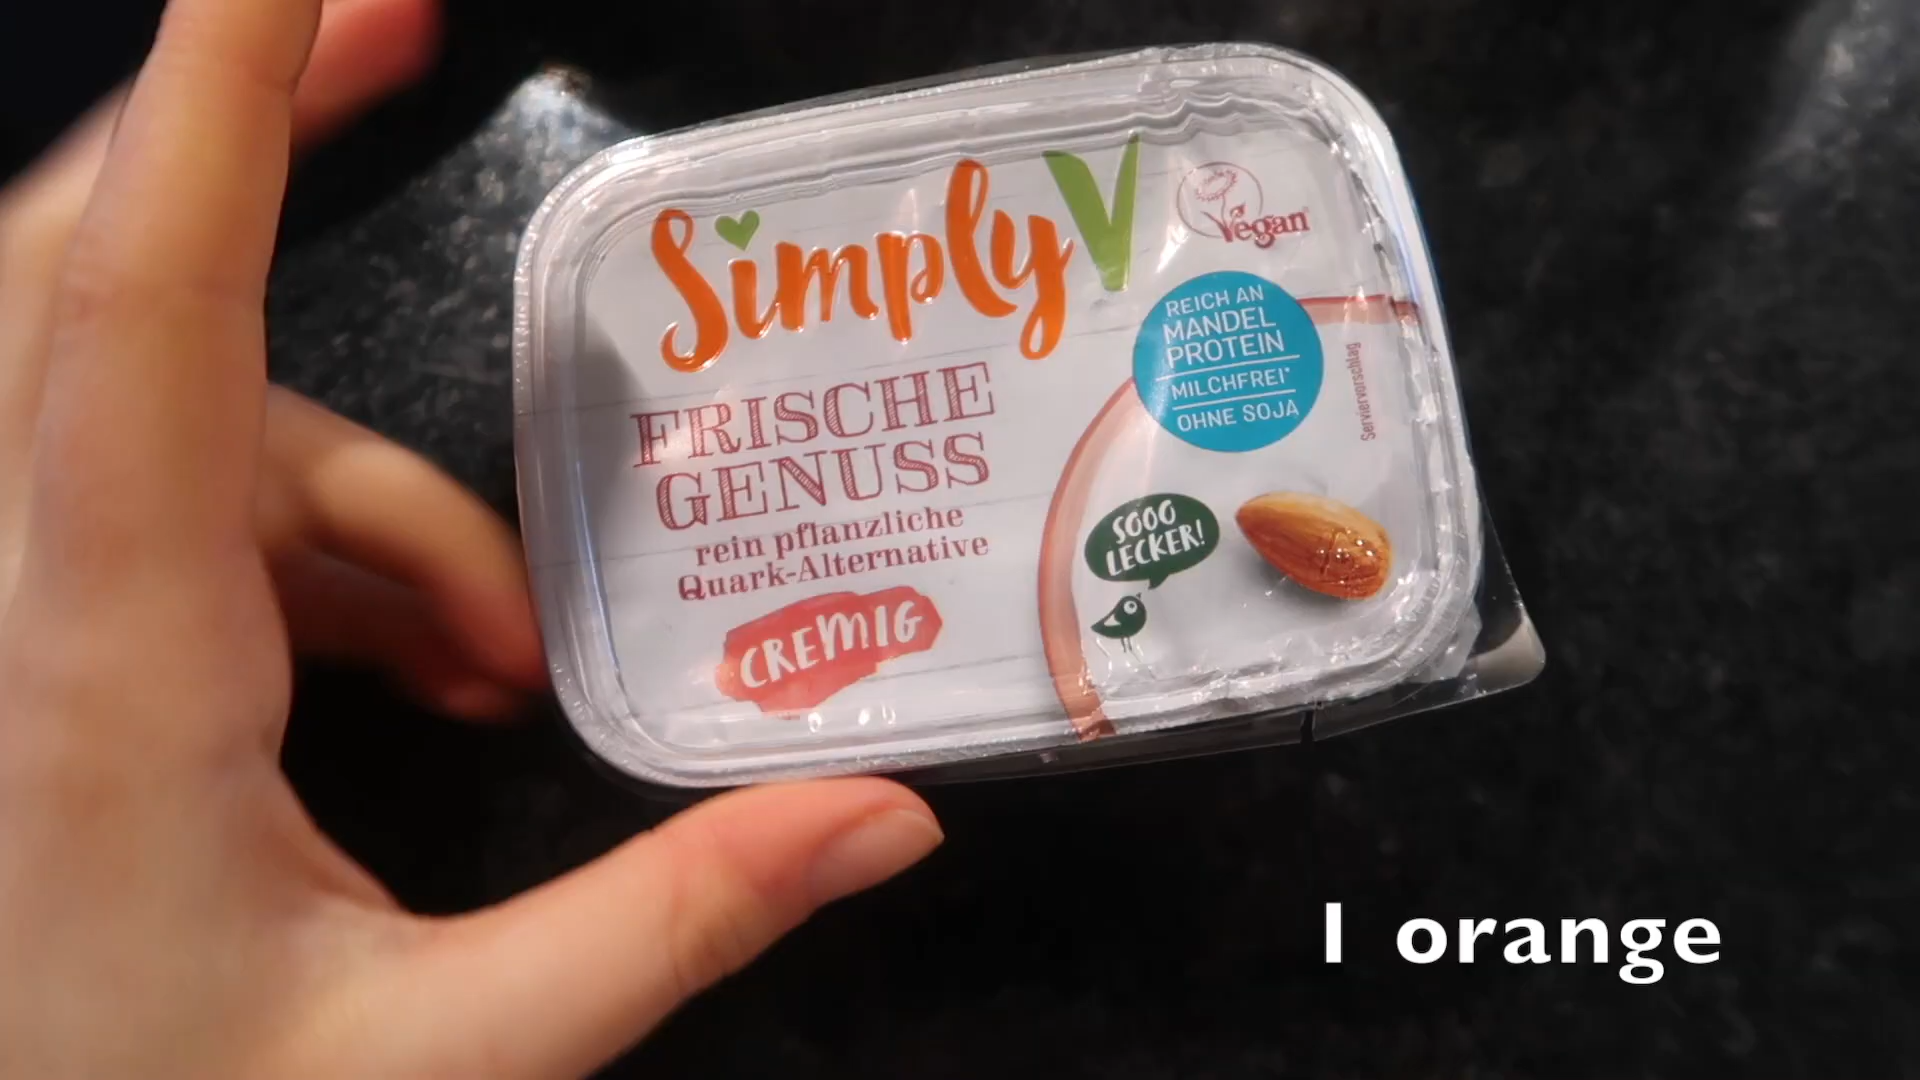 SimplyV
Vegan
REICH AN
MANDEL
PROTEIN
MILCHFREI*
OHNE SOJA
Serviervorschlag
FRISCHE
GENUSS
rein pflanzliche
Quark-Alternative
CREMIG
SOOO
LECKER!
1 orange